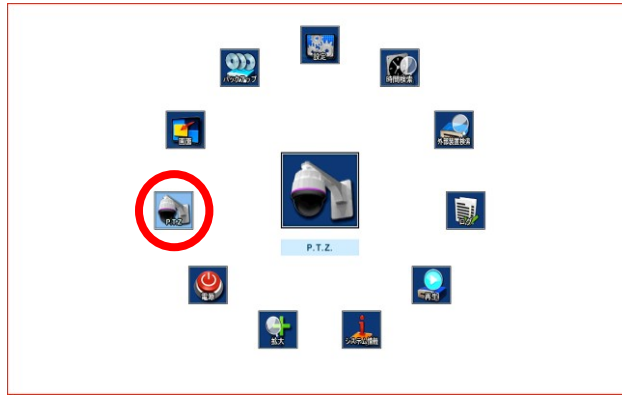 設定
バックアップ
時間検索
画面
外部装置検索
P.T.Z.
ログ
P.T.Z.
電源
再生
拡大
システム情報